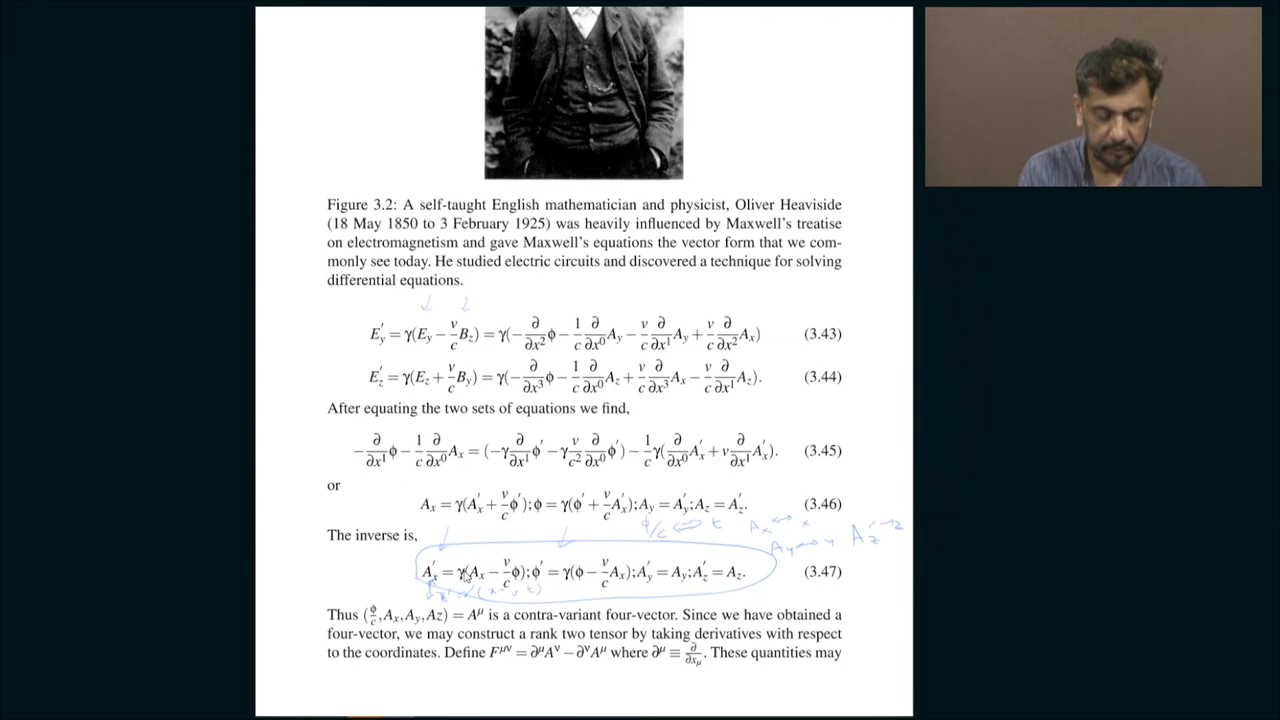 Figure 3.2: A self-taught English mathematician and physicist, Oliver Heaviside
(18 May 1850 to 3 February 1925) was heavily influenced by Maxwell's treatise
on electromagnetism and gave Maxwell's equations the vector form that we com-
monly see today. He studied electric circuits and discovered a technique for solving
differential equations.
E′_y = γ(E_y − v/c B_z) = γ(−∂/∂x² ϕ − 1/c ∂/∂x⁰ A_y − v/c ∂/∂x¹ A_y + v/c ∂/∂x² A_x) (3.43)
E′_z = γ(E_z + v/c B_y) = γ(−∂/∂x³ ϕ − 1/c ∂/∂x⁰ A_z + v/c ∂/∂x³ A_x − v/c ∂/∂x¹ A_z). (3.44)
After equating the two sets of equations we find,
−∂/∂x¹ ϕ − 1/c ∂/∂x⁰ A_x = (−γ ∂/∂x¹ ϕ′ − γ v/c² ∂/∂x⁰ ϕ′) − 1/c γ(∂/∂x⁰ A′_x + v ∂/∂x¹ A′_x). (3.45)
or
A_x = γ(A′_x + v/c ϕ′); ϕ = γ(ϕ′ + v/c A′_x); A_y = A′_y; A_z = A′_z. (3.46)
ϕ/c ⇔ t A_x ↔ x
The inverse is, A_y ↔ y A_z ↔ z
A′_x = γ(A_x − v/c ϕ); ϕ′ = γ(ϕ − v/c A_x); A′_y = A_y; A′_z = A_z. (3.47)
Thus (ϕ/c, A_x, A_y, Az) = A^μ is a contra-variant four-vector. Since we have obtained a
four-vector, we may construct a rank two tensor by taking derivatives with respect
to the coordinates. Define F^μν = ∂^μ A^ν − ∂^ν A^μ where ∂^μ ≡ ∂/∂x_μ. These quantities may